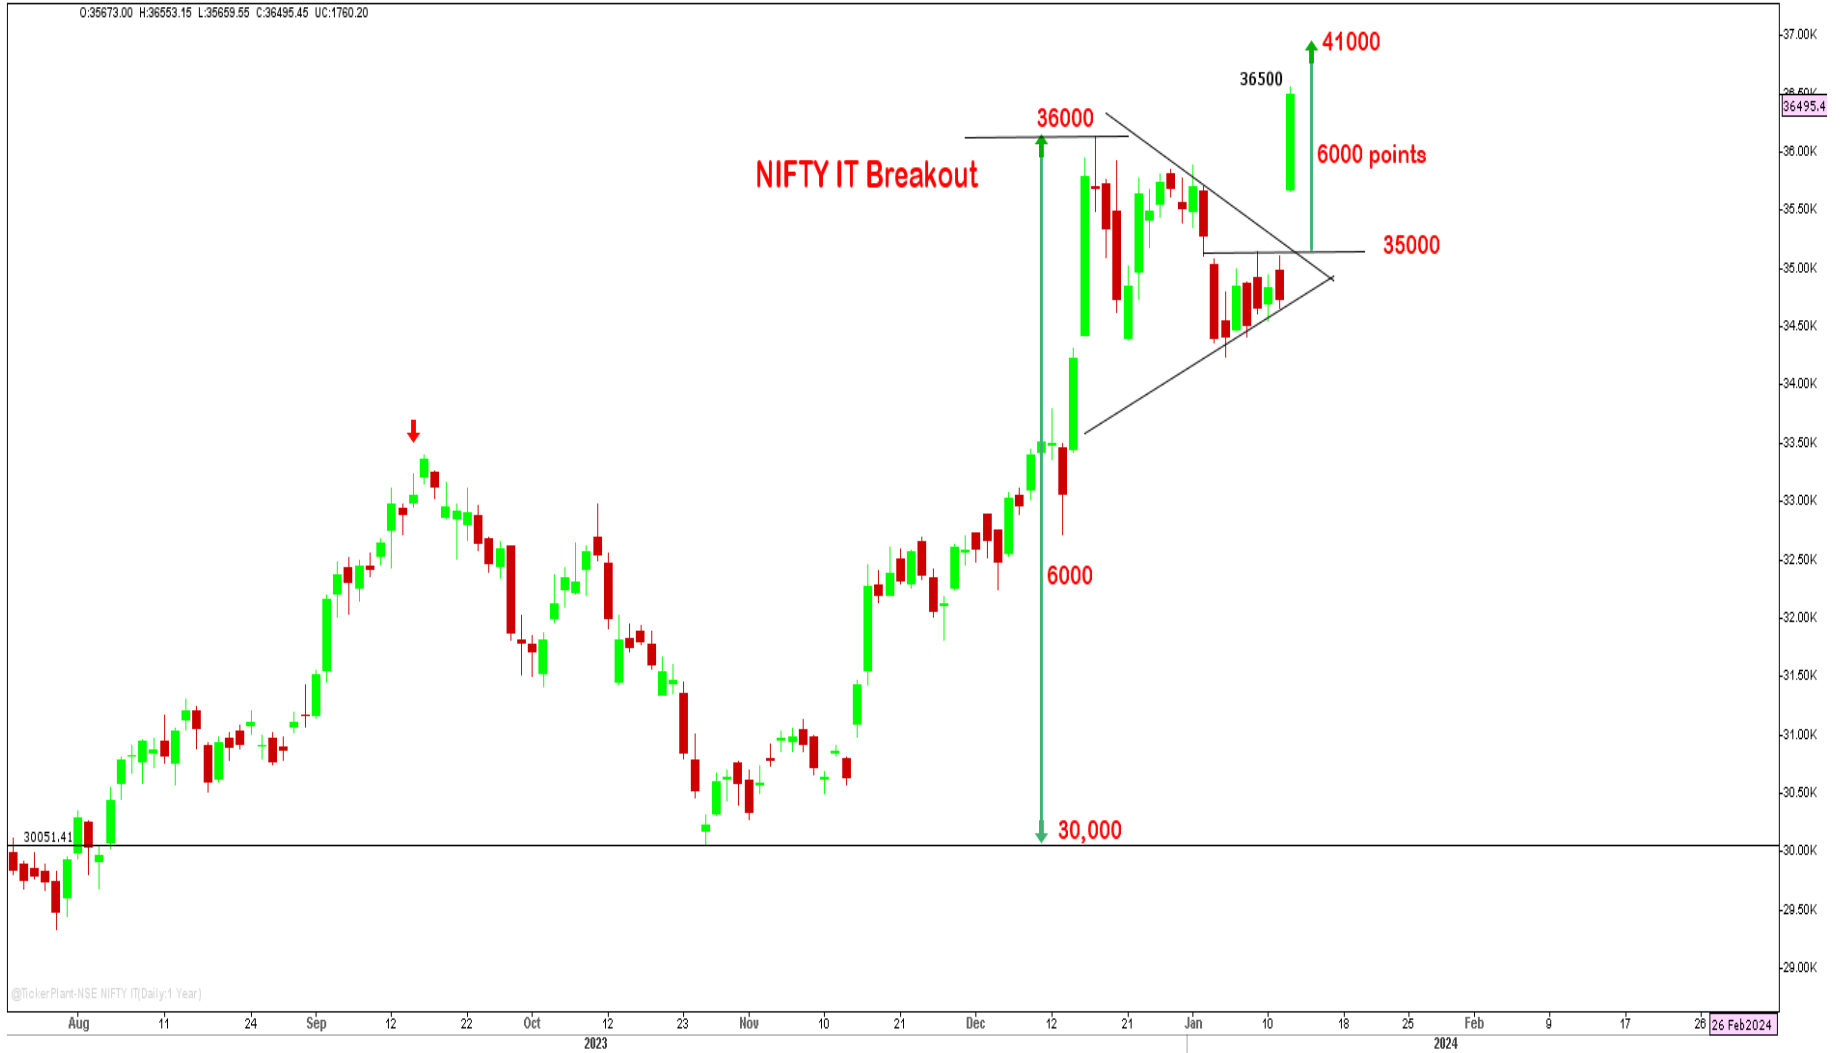 O:35673.00 H:36553.15 L:35659.55 C:36495.45 UC:1760.20
37.00K
41000
36500
36.50K
36495.4
36000
36.00K
6000 points
NIFTY IT Breakout
35.50K
35000
35.00K
34.50K
34.00K
33.50K
33.00K
32.50K
6000
32.00K
31.50K
31.00K
30.50K
30,000
30051.41
30.00K
29.50K
29.00K
@TickerPlant-NSE NIFTY IT(Daily:1 Year)
Aug 11 24 Sep 12 22 Oct 12 23 Nov 10 21 Dec 12 21 Jan 10 18 25 Feb 9 17 26 26 Feb2024
2023 2024